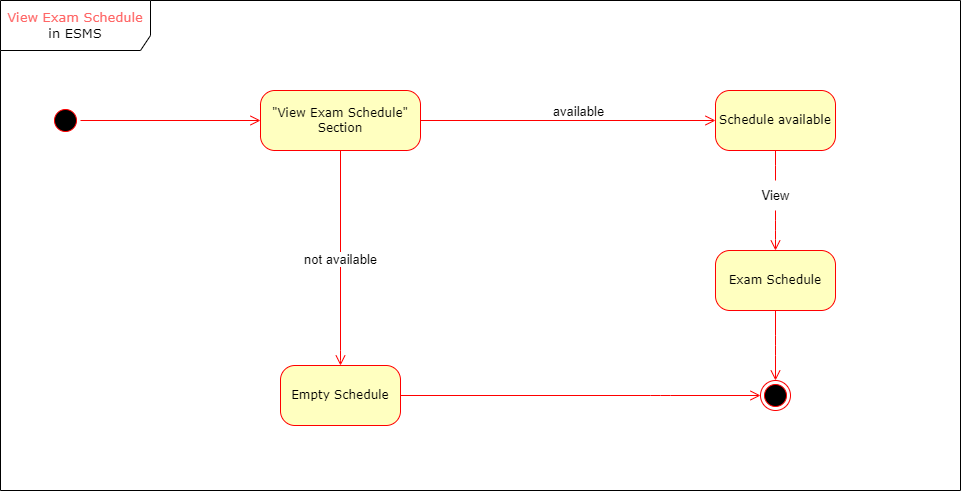 View Exam Schedule
in ESMS
"View Exam Schedule"
Section
available
Schedule available
View
not available
Exam Schedule
Empty Schedule